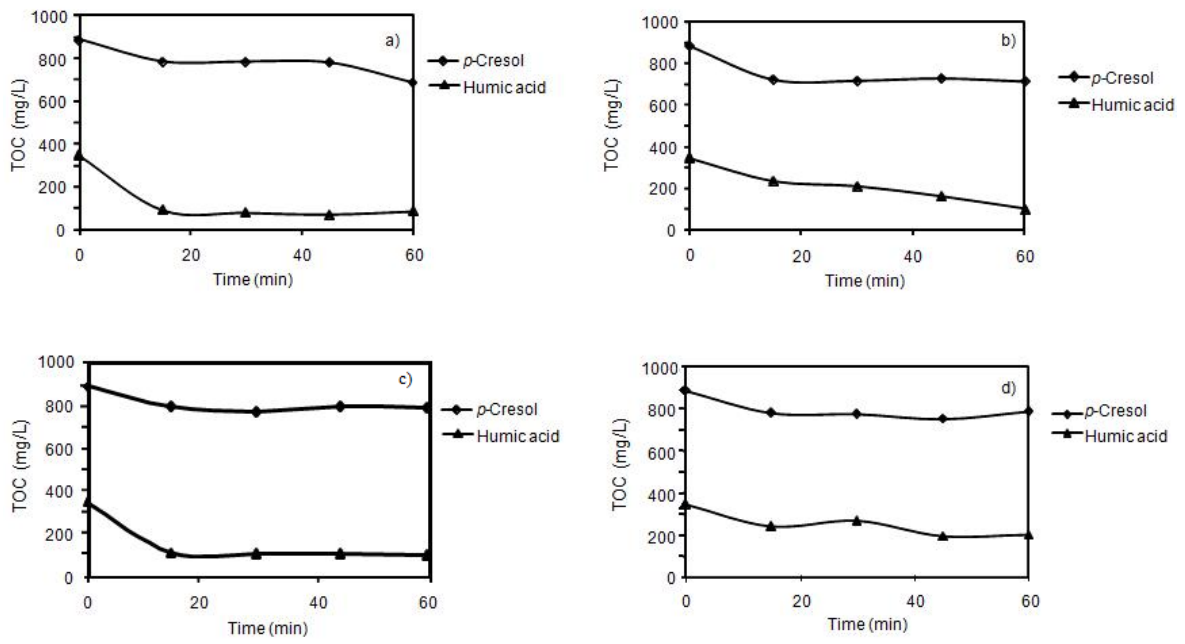 1000
800
600
400
200
0
TOC (mg/L)
a)
0 20 40 60
Time (min)
p-Cresol
Humic acid
1000
800
600
400
200
0
TOC (mg/L)
b)
0 20 40 60
Time (min)
p-Cresol
Humic acid
1000
800
600
400
200
0
TOC (mg/L)
c)
0 20 40 60
Time (min)
p-Cresol
Humic acid
1000
800
600
400
200
0
TOC (mg/L)
d)
0 20 40 60
Time (min)
p-Cresol
Humic acid